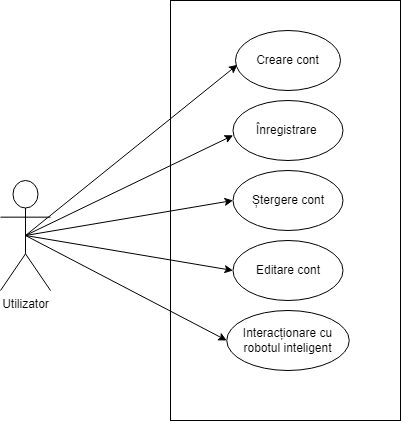 Creare cont
Înregistrare
Ștergere cont
Editare cont
Utilizator
Interacționare cu
robotul inteligent